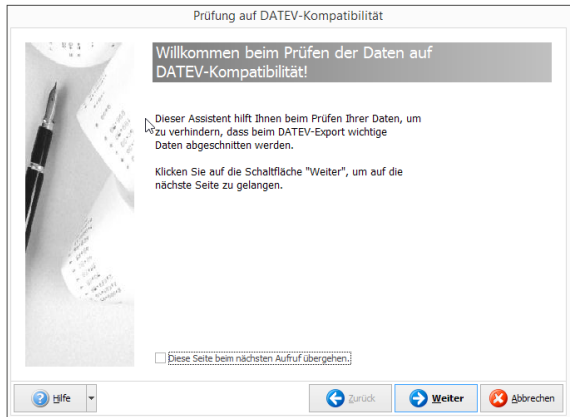 Prüfung auf DATEV-Kompatibilität
Willkommen beim Prüfen der Daten auf
DATEV-Kompatibilität!
Dieser Assistent hilft Ihnen beim Prüfen Ihrer Daten, um
zu verhindern, dass beim DATEV-Export wichtige
Daten abgeschnitten werden.
Klicken Sie auf die Schaltfläche "Weiter", um auf die
nächste Seite zu gelangen.
Diese Seite beim nächsten Aufruf übergehen.
Hilfe
Zurück
Weiter
Abbrechen